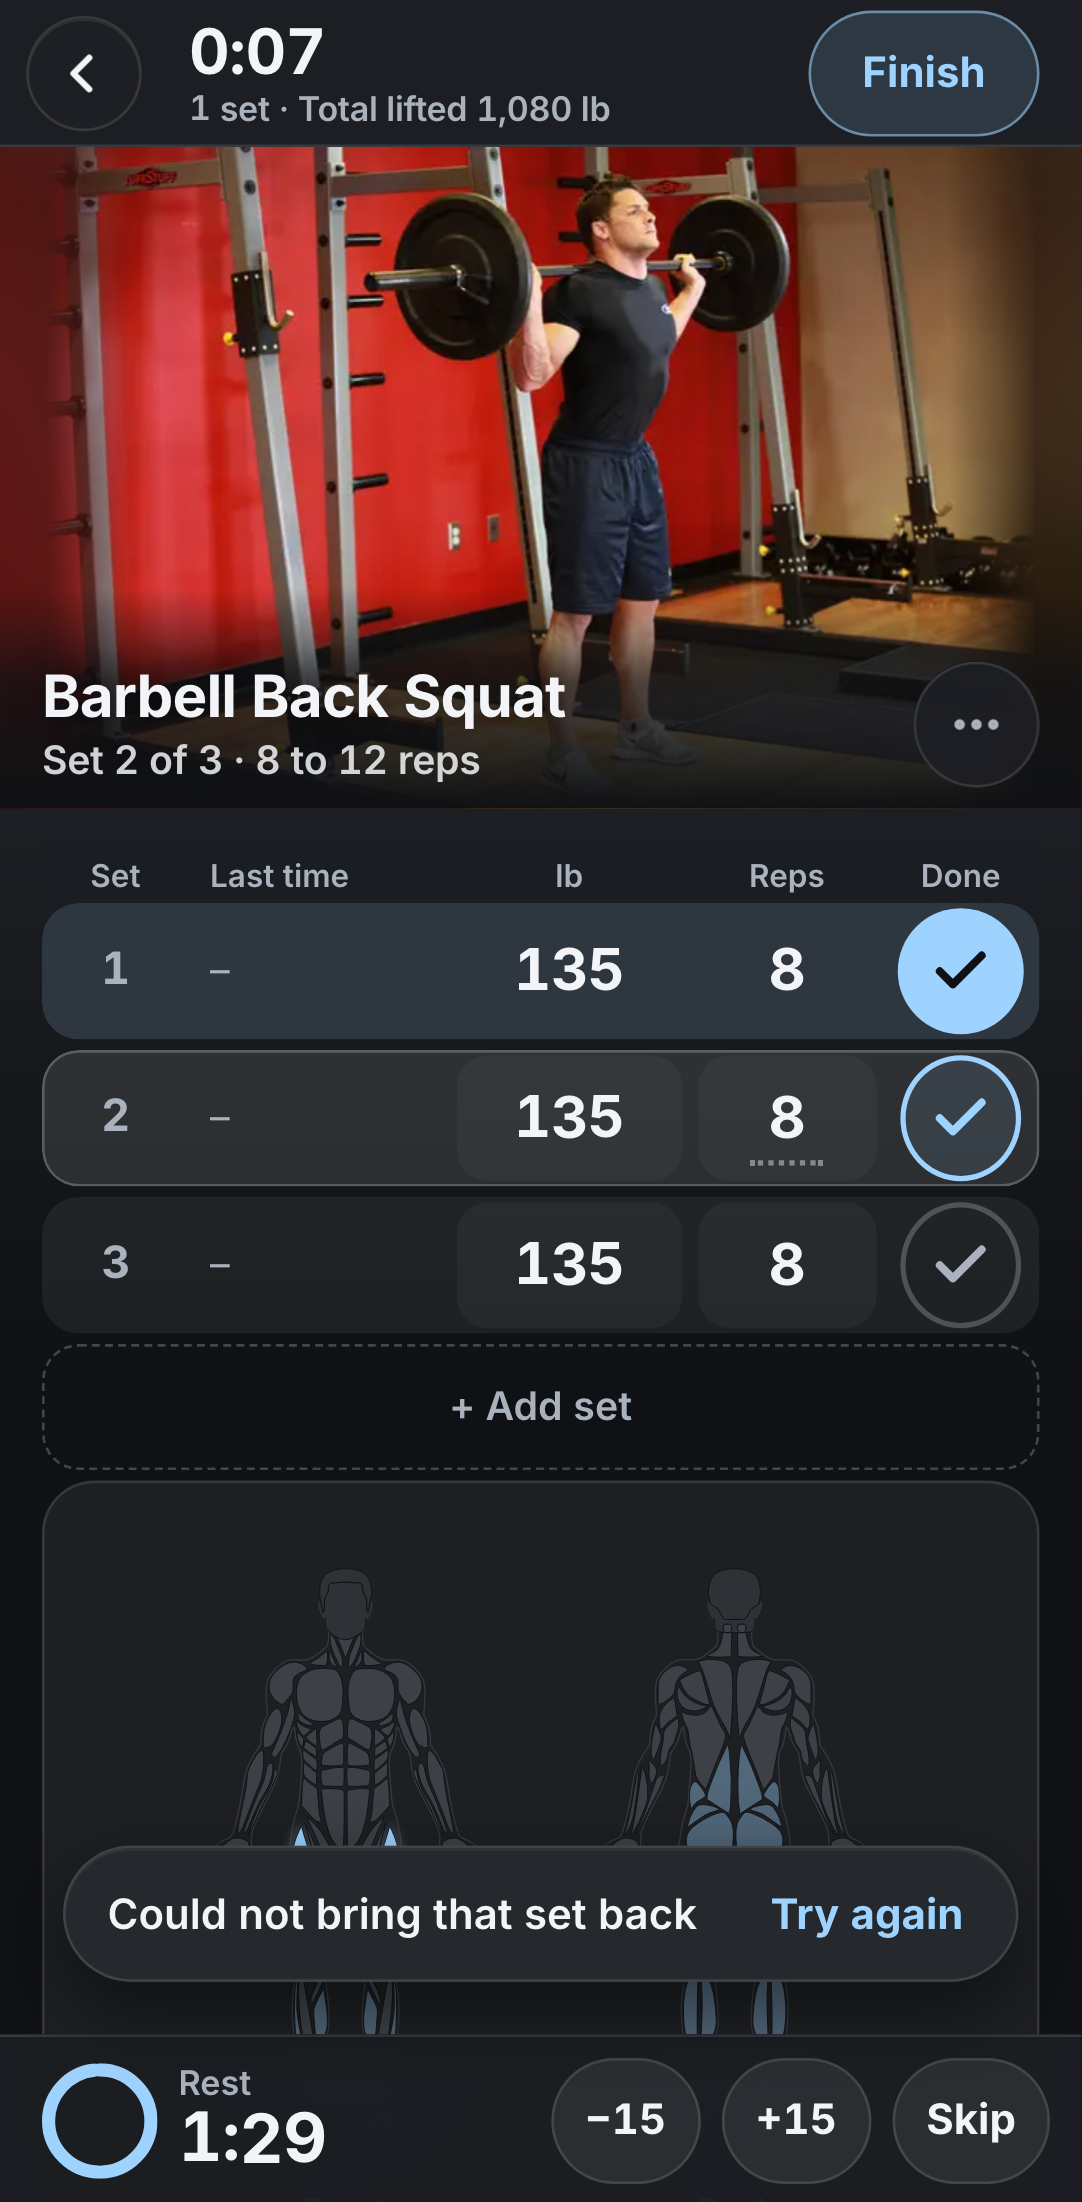 0:07
1 set · Total lifted 1,080 lb
Finish
Barbell Back Squat
Set 2 of 3 · 8 to 12 reps
Set Last time lb Reps Done
1 – 135 8
2 – 135 8
3 – 135 8
+ Add set
Could not bring that set back Try again
Rest
1:29
−15 +15 Skip